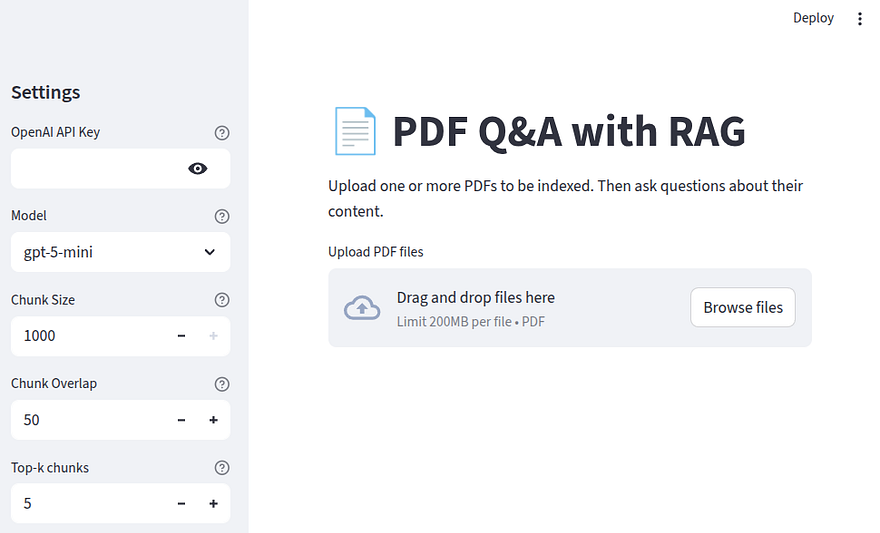 Deploy
Settings
OpenAI API Key
Model
gpt-5-mini
Chunk Size
1000
Chunk Overlap
50
Top-k chunks
5
PDF Q&A with RAG
Upload one or more PDFs to be indexed. Then ask questions about their
content.
Upload PDF files
Drag and drop files here
Limit 200MB per file • PDF
Browse files